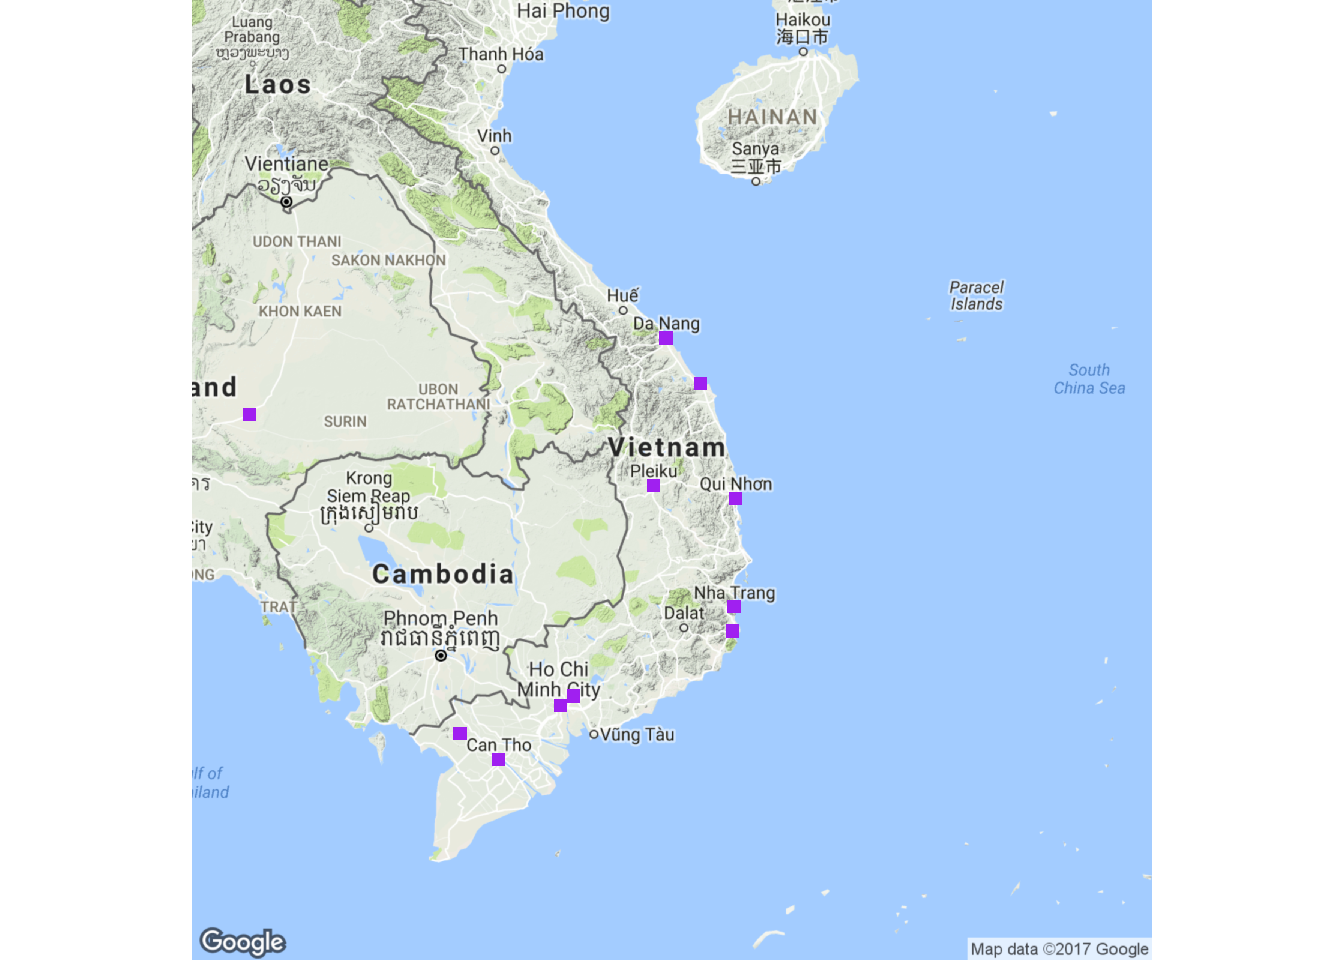 Hai Phong
Haikou
海口市
Luang
Prabang
ຫຼວງພະບາງ
Thanh Hóa
Laos
HAINAN
Vinh
Sanya
三亚市
Vientiane
ວຽງຈັນ
UDON THANI
SAKON NAKHON
Paracel
Islands
Huế
KHON KAEN
Da Nang
South
China Sea
and
UBON
RATCHATHANI
SURIN
Vietnam
Pleiku
Krong
Siem Reap
ក្រុងសៀមរាប
Qui Nhơn
City
Cambodia
Nha Trang
TRAT
Dalat
Phnom Penh
រាជធានីភ្នំពេញ
Ho Chi
Minh City
Vũng Tàu
Can Tho
lf of
ailand
Google
Map data ©2017 Google